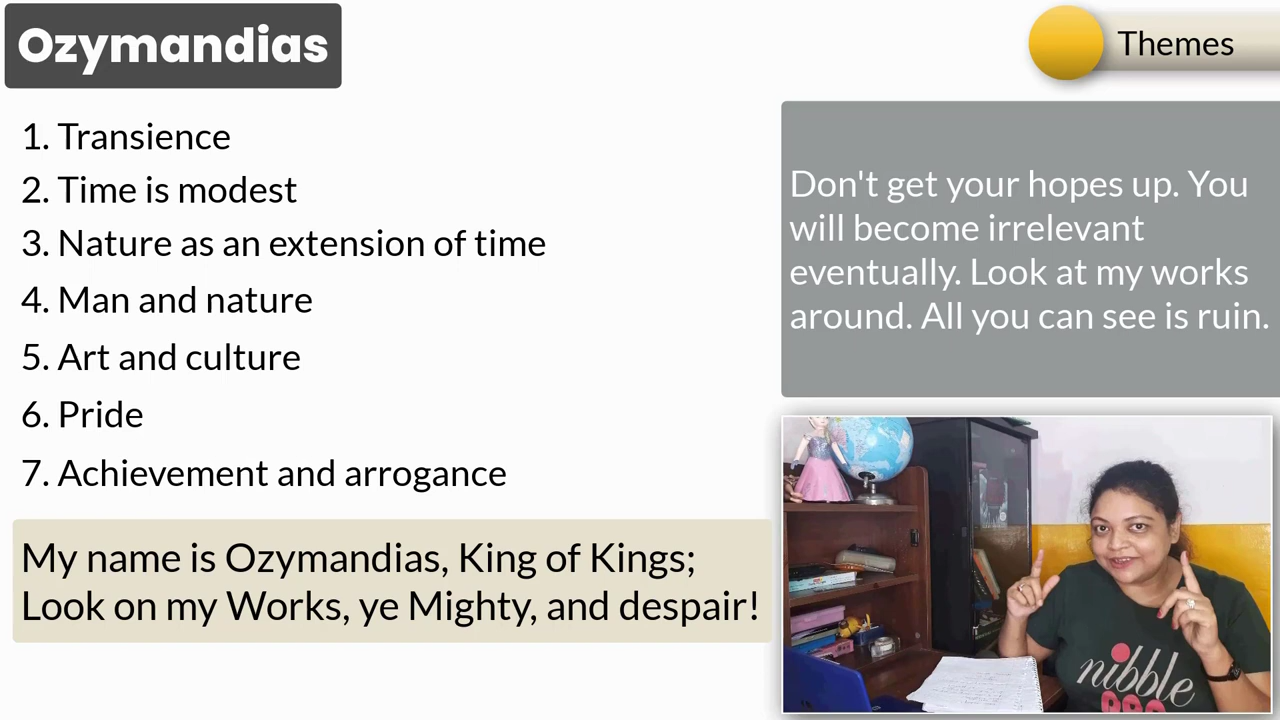 Ozymandias
Themes
1. Transience
2. Time is modest
3. Nature as an extension of time
4. Man and nature
5. Art and culture
6. Pride
7. Achievement and arrogance
My name is Ozymandias, King of Kings;
Look on my Works, ye Mighty, and despair!
Don't get your hopes up. You
will become irrelevant
eventually. Look at my works
around. All you can see is ruin.
nibble